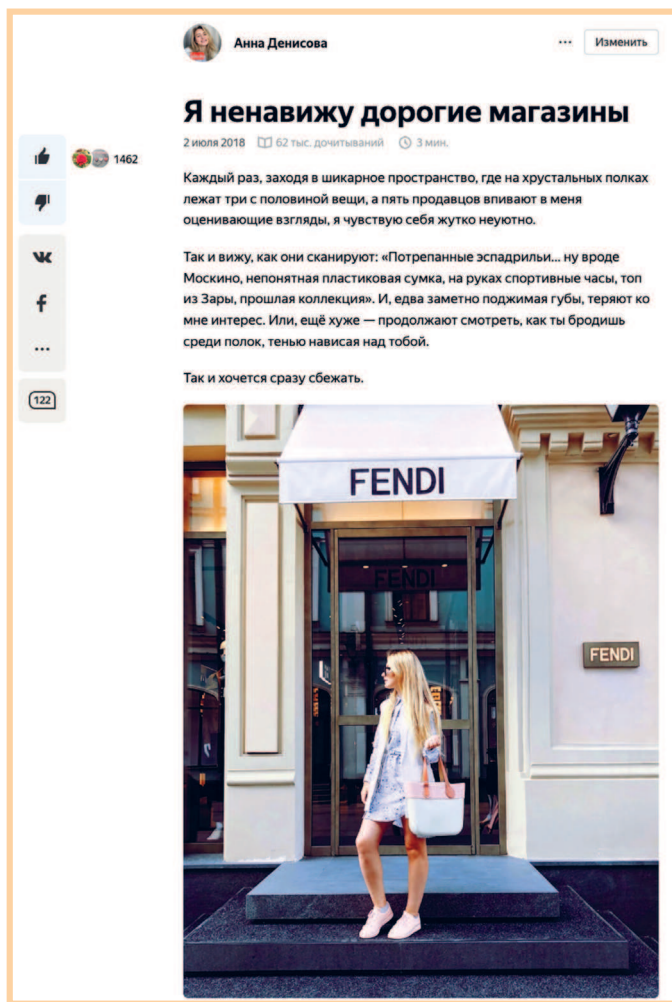 Анна Денисова
...
Изменить
Я ненавижу дорогие магазины
2 июля 2018 62 тыс. дочитываний 3 мин.
1462
Каждый раз, заходя в шикарное пространство, где на хрустальных полках
лежат три с половиной вещи, а пять продавцов впивают в меня
оценивающие взгляды, я чувствую себя жутко неуютно.
Так и вижу, как они сканируют: «Потрепанные эспадрильи... ну вроде
Москино, непонятная пластиковая сумка, на руках спортивные часы, топ
из Зары, прошлая коллекция». И, едва заметно поджимая губы, теряют ко
мне интерес. Или, ещё хуже — продолжают смотреть, как ты бродишь
среди полок, тенью нависая над тобой.
...
122
Так и хочется сразу сбежать.
FENDI
FENDI
FENDI